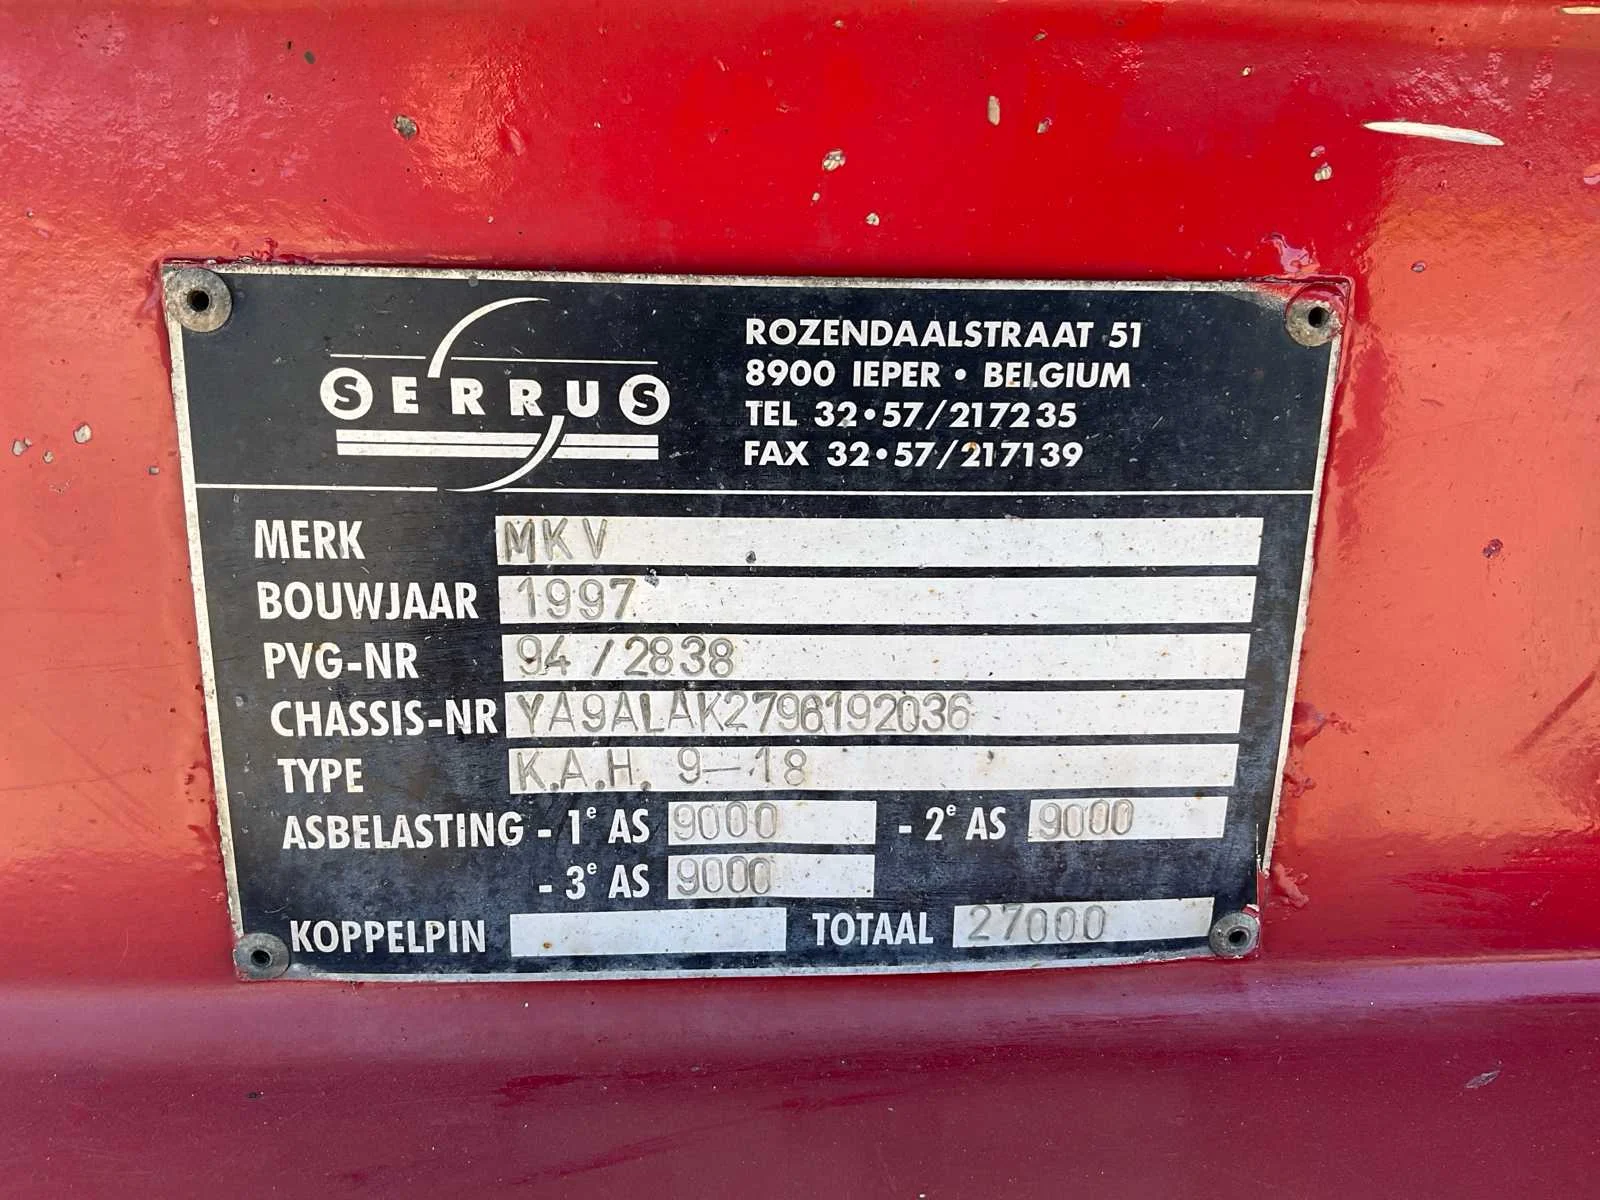 SERRUS
ROZENDAALSTRAAT 51
8900 IEPER • BELGIUM
TEL 32•57/217235
FAX 32•57/217139
MERK MKV
BOUWJAAR 1997
PVG-NR 94/2838
CHASSIS-NR YA9ALAK2796192036
TYPE K.A.H. 9-18
ASBELASTING - 1e AS 9000 - 2e AS 9000
- 3e AS 9000
KOPPELPIN TOTAAL 27000